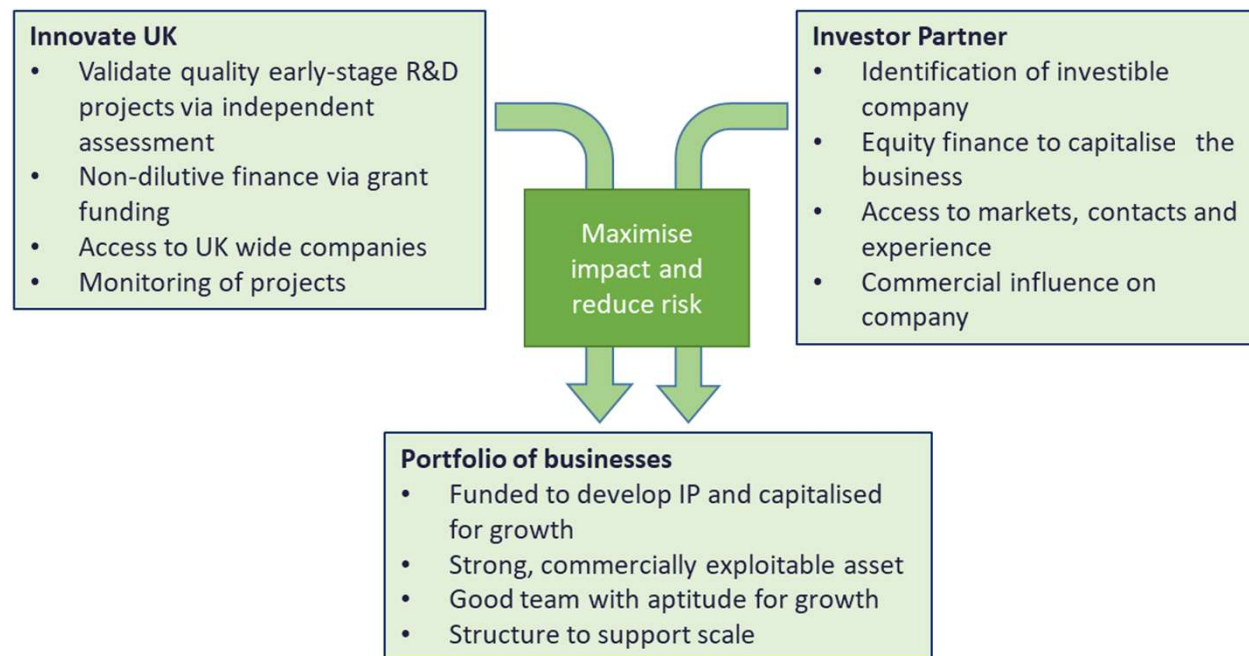 Innovate UK
• Validate quality early-stage R&D
projects via independent
assessment
• Non-dilutive finance via grant
funding
• Access to UK wide companies
• Monitoring of projects
Investor Partner
• Identification of investible
company
• Equity finance to capitalise the
business
• Access to markets, contacts and
experience
• Commercial influence on
company
Maximise
impact and
reduce risk
Portfolio of businesses
• Funded to develop IP and capitalised
for growth
• Strong, commercially exploitable asset
• Good team with aptitude for growth
• Structure to support scale